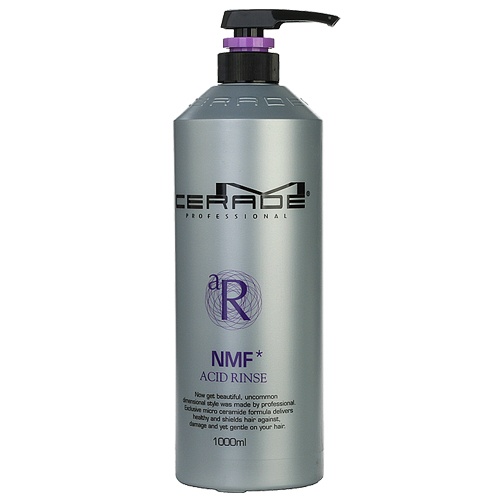 CERADE
M
CERADE®
PROFESSIONAL
aR
NMF*
ACID RINSE
Now get beautiful, uncommon
dimensional style was made by professional.
Exclusive micro ceramide formula delivers
healthy and shields hair against,
damage and yet gentle on your hair.
1000ml